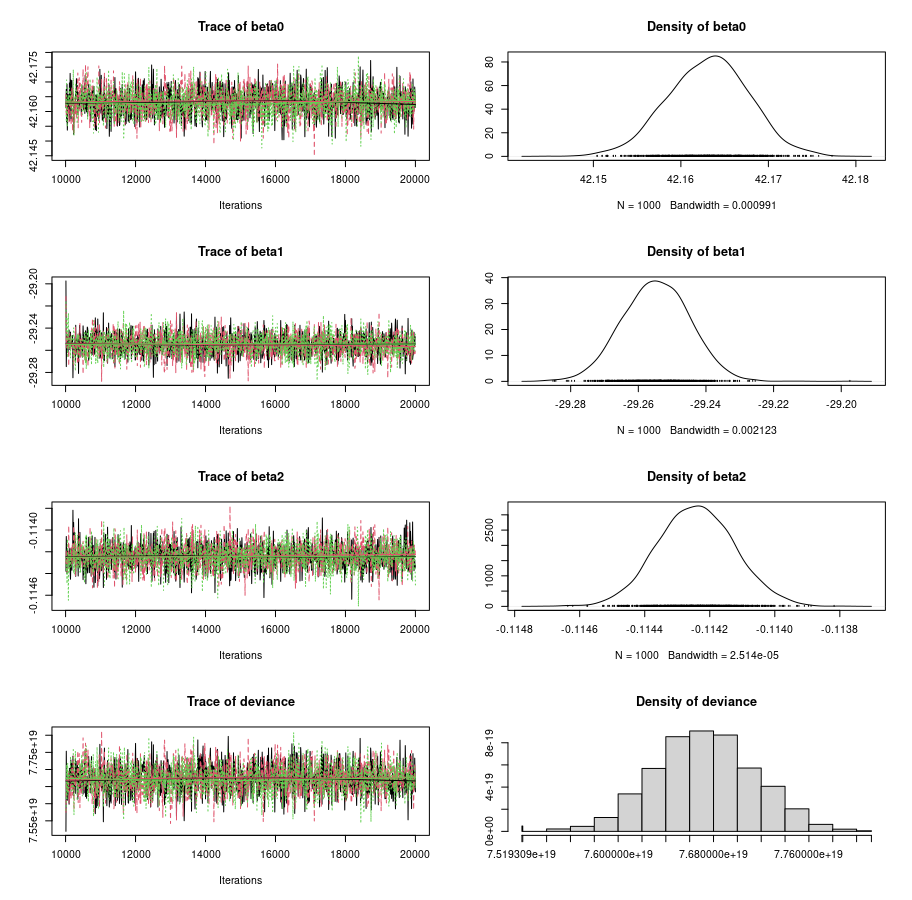 Trace of beta0
42.145 42.160 42.175
10000 12000 14000 16000 18000 20000
Iterations
Density of beta0
0 20 40 60 80
42.15 42.16 42.17 42.18
N = 1000 Bandwidth = 0.000991
Trace of beta1
-29.28 -29.24 -29.20
10000 12000 14000 16000 18000 20000
Iterations
Density of beta1
0 10 20 30 40
-29.28 -29.26 -29.24 -29.22 -29.20
N = 1000 Bandwidth = 0.002123
Trace of beta2
-0.1146 -0.1140
10000 12000 14000 16000 18000 20000
Iterations
Density of beta2
0 1000 2500
-0.1148 -0.1146 -0.1144 -0.1142 -0.1140 -0.1138
N = 1000 Bandwidth = 2.514e-05
Trace of deviance
7.55e+19 7.75e+19
10000 12000 14000 16000 18000 20000
Iterations
Density of deviance
0e+00 4e-19 8e-19
7.519309e+19 7.600000e+19 7.680000e+19 7.760000e+19